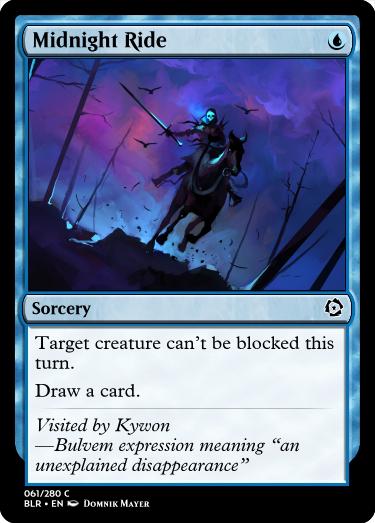 Midnight Ride
Sorcery
Target creature can't be blocked this
turn.
Draw a card.
Visited by Kywon
—Bulvem expression meaning “an
unexplained disappearance”
061/280 C
BLR • EN Domnik Mayer